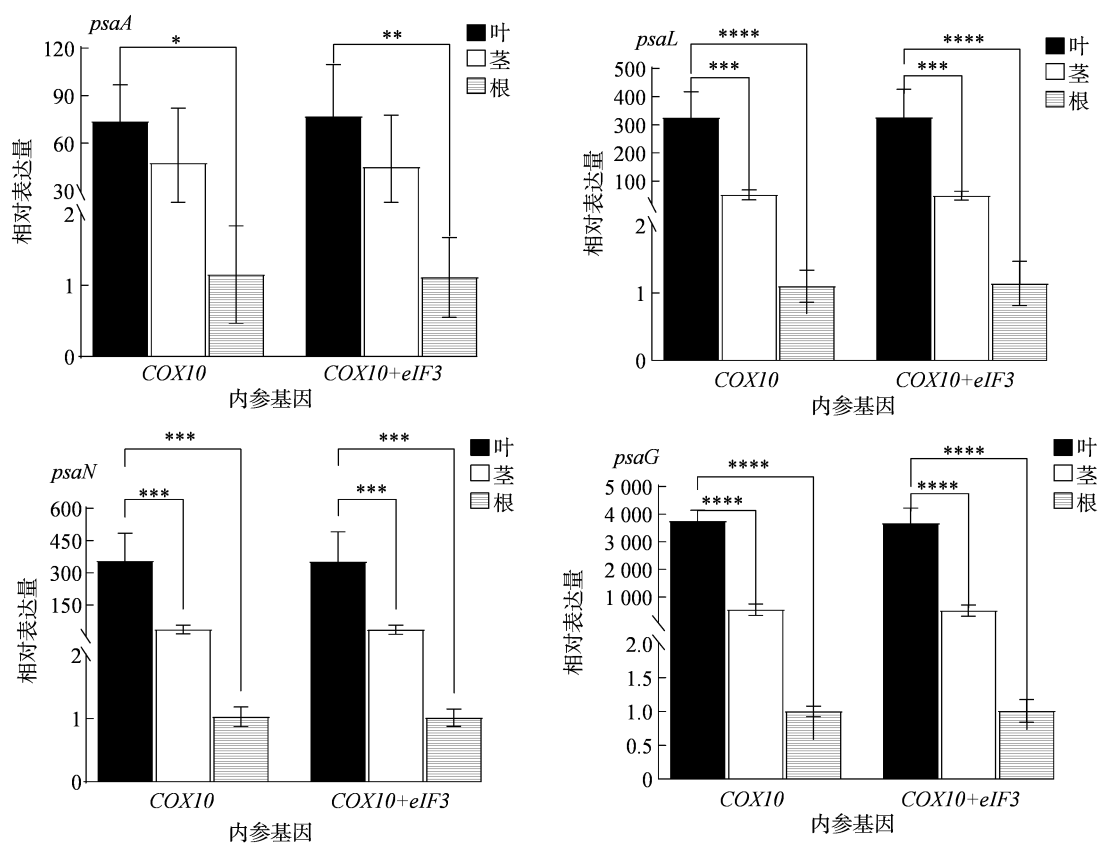 psaA
叶
茎
根
*
**
120
90
60
30
2
1
0
相对表达量
COX10
COX10+eIF3
内参基因
psaL
叶
茎
根
****
****
***
***
500
400
300
200
100
2
1
0
相对表达量
COX10
COX10+eIF3
内参基因
psaN
叶
茎
根
***
***
***
***
600
450
300
150
2
1
0
相对表达量
COX10
COX10+eIF3
内参基因
psaG
叶
茎
根
****
****
****
****
5 000
4 000
3 000
2 000
1 000
2.0
1.5
1.0
0.5
0
相对表达量
COX10
COX10+eIF3
内参基因